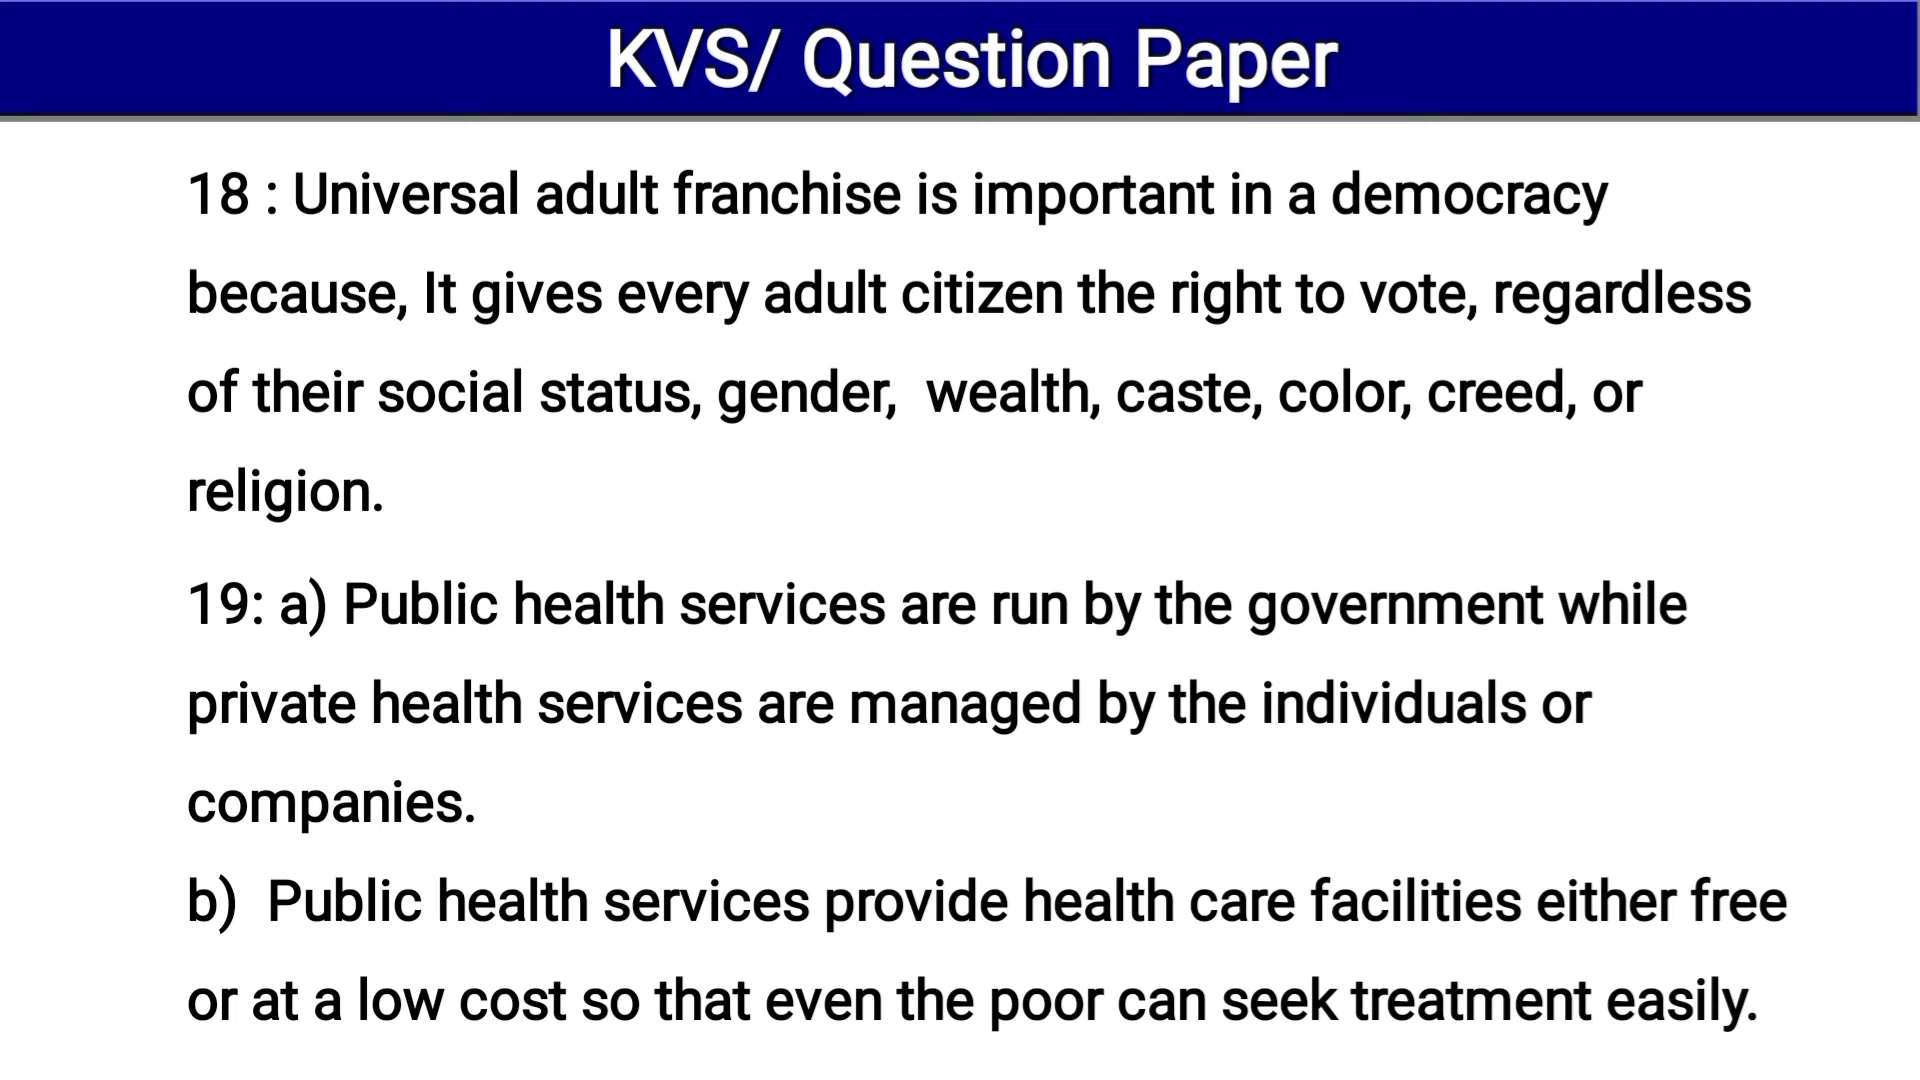 KVS/ Question Paper
18 : Universal adult franchise is important in a democracy
because, It gives every adult citizen the right to vote, regardless
of their social status, gender,  wealth, caste, color, creed, or
religion.
19: a) Public health services are run by the government while
private health services are managed by the individuals or
companies.
b)  Public health services provide health care facilities either free
or at a low cost so that even the poor can seek treatment easily.